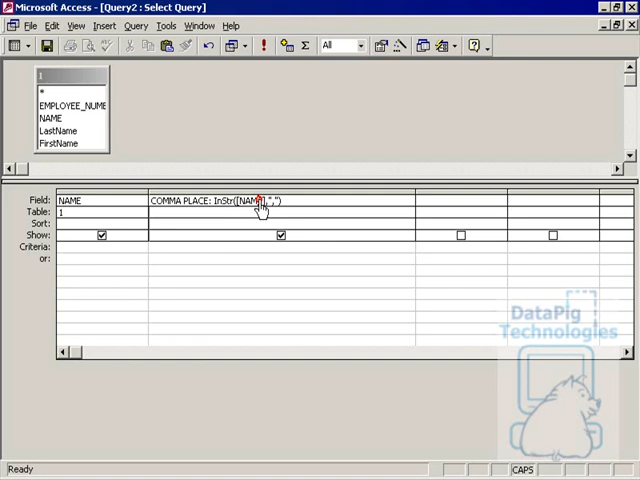 Microsoft Access - [Query2 : Select Query]
File Edit View Insert Query Tools Window Help
All
1
*
EMPLOYEE_NUME
NAME
LastName
FirstName
Field: NAME COMMA PLACE: InStr([NAME],",")
Table: 1
Sort:
Show:
Criteria:
or:
DataPig
Technologies
Ready CAPS